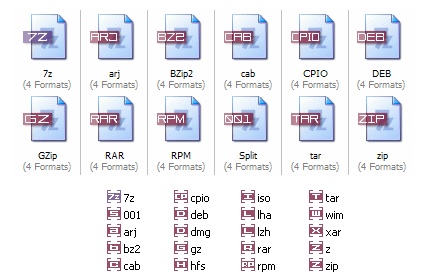 7Z ARJ BZ2 CAB CPIO DEB
7z arj BZip2 cab CPIO DEB
(4 Formats) (4 Formats) (4 Formats) (4 Formats) (4 Formats) (4 Formats)
GZ RAR RPM 001 TAR ZIP
GZip RAR RPM Split tar zip
(4 Formats) (4 Formats) (4 Formats) (4 Formats) (4 Formats) (4 Formats)
7z cpio iso tar
001 deb lha wim
arj dmg lzh xar
bz2 gz rar z
cab hfs rpm zip